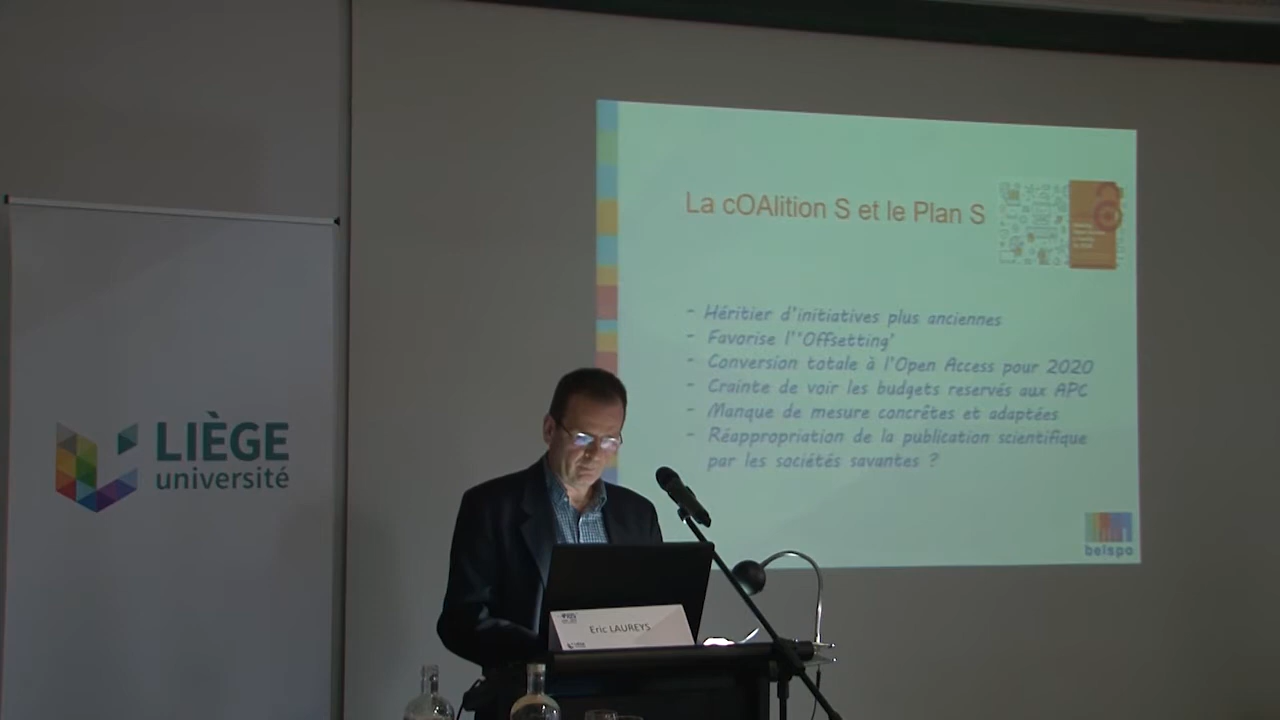 La cOAlition S et le Plan S
- Héritier d'initiatives plus anciennes
- Favorise l''Offsetting'
- Conversion totale à l'Open Access pour 2020
- Crainte de voir les budgets reservés aux APC
- Manque de mesure concrêtes et adaptées
- Réappropriation de la publication scientifique
par les sociétés savantes ?
belspo
LIÈGE
université
Eric LAUREYS